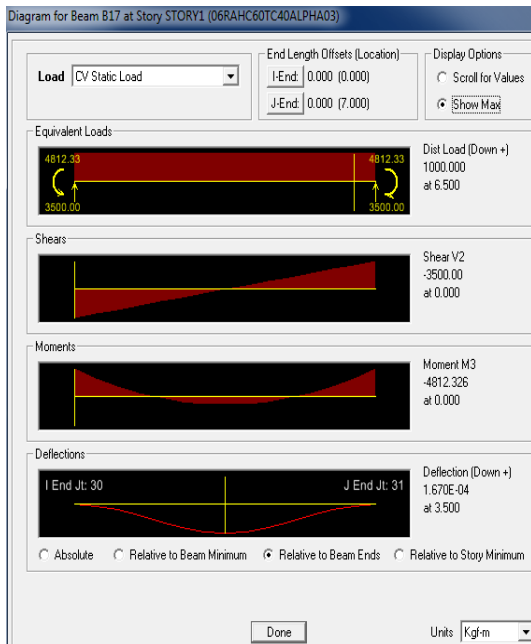 Diagram for Beam B17 at Story STORY1 (06RAHC60TC40ALPHA03)
Load CV Static Load
End Length Offsets (Location)
I-End: 0.000 (0.000)
J-End: 0.000 (7.000)
Display Options
Scroll for Values
Show Max
Equivalent Loads
4812.33 4812.33
3500.00 3500.00
Dist Load (Down +)
1000.000
at 6.500
Shears
Shear V2
-3500.00
at 0.000
Moments
Moment M3
-4812.326
at 0.000
Deflections
I End Jt: 30 J End Jt: 31
Deflection (Down +)
1.670E-04
at 3.500
Absolute Relative to Beam Minimum Relative to Beam Ends Relative to Story Minimum
Done Units Kgf-m